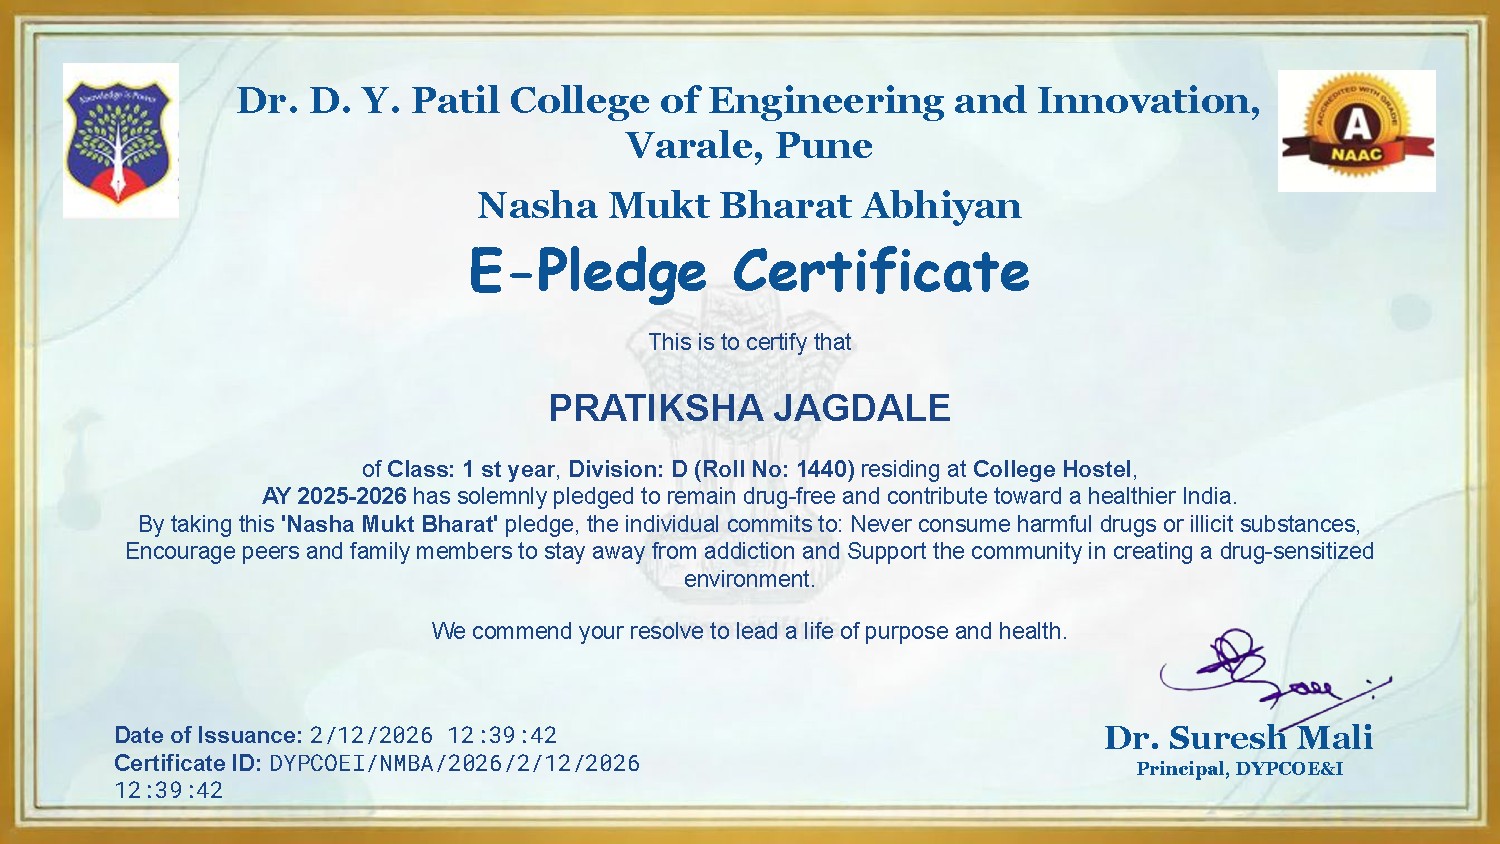 Knowledge is Power
Dr. D. Y. Patil College of Engineering and Innovation,
Varale, Pune
ACCREDITED WITH GRADE
A
NAAC
Nasha Mukt Bharat Abhiyan
E-Pledge Certificate
This is to certify that
PRATIKSHA JAGDALE
of Class: 1 st year, Division: D (Roll No: 1440) residing at College Hostel,
AY 2025-2026 has solemnly pledged to remain drug-free and contribute toward a healthier India.
By taking this 'Nasha Mukt Bharat' pledge, the individual commits to: Never consume harmful drugs or illicit substances,
Encourage peers and family members to stay away from addiction and Support the community in creating a drug-sensitized
environment.
We commend your resolve to lead a life of purpose and health.
Date of Issuance: 2/12/2026 12:39:42
Certificate ID: DYPCOEI/NMBA/2026/2/12/2026
12:39:42
Dr. Suresh Mali
Principal, DYPCOE&I